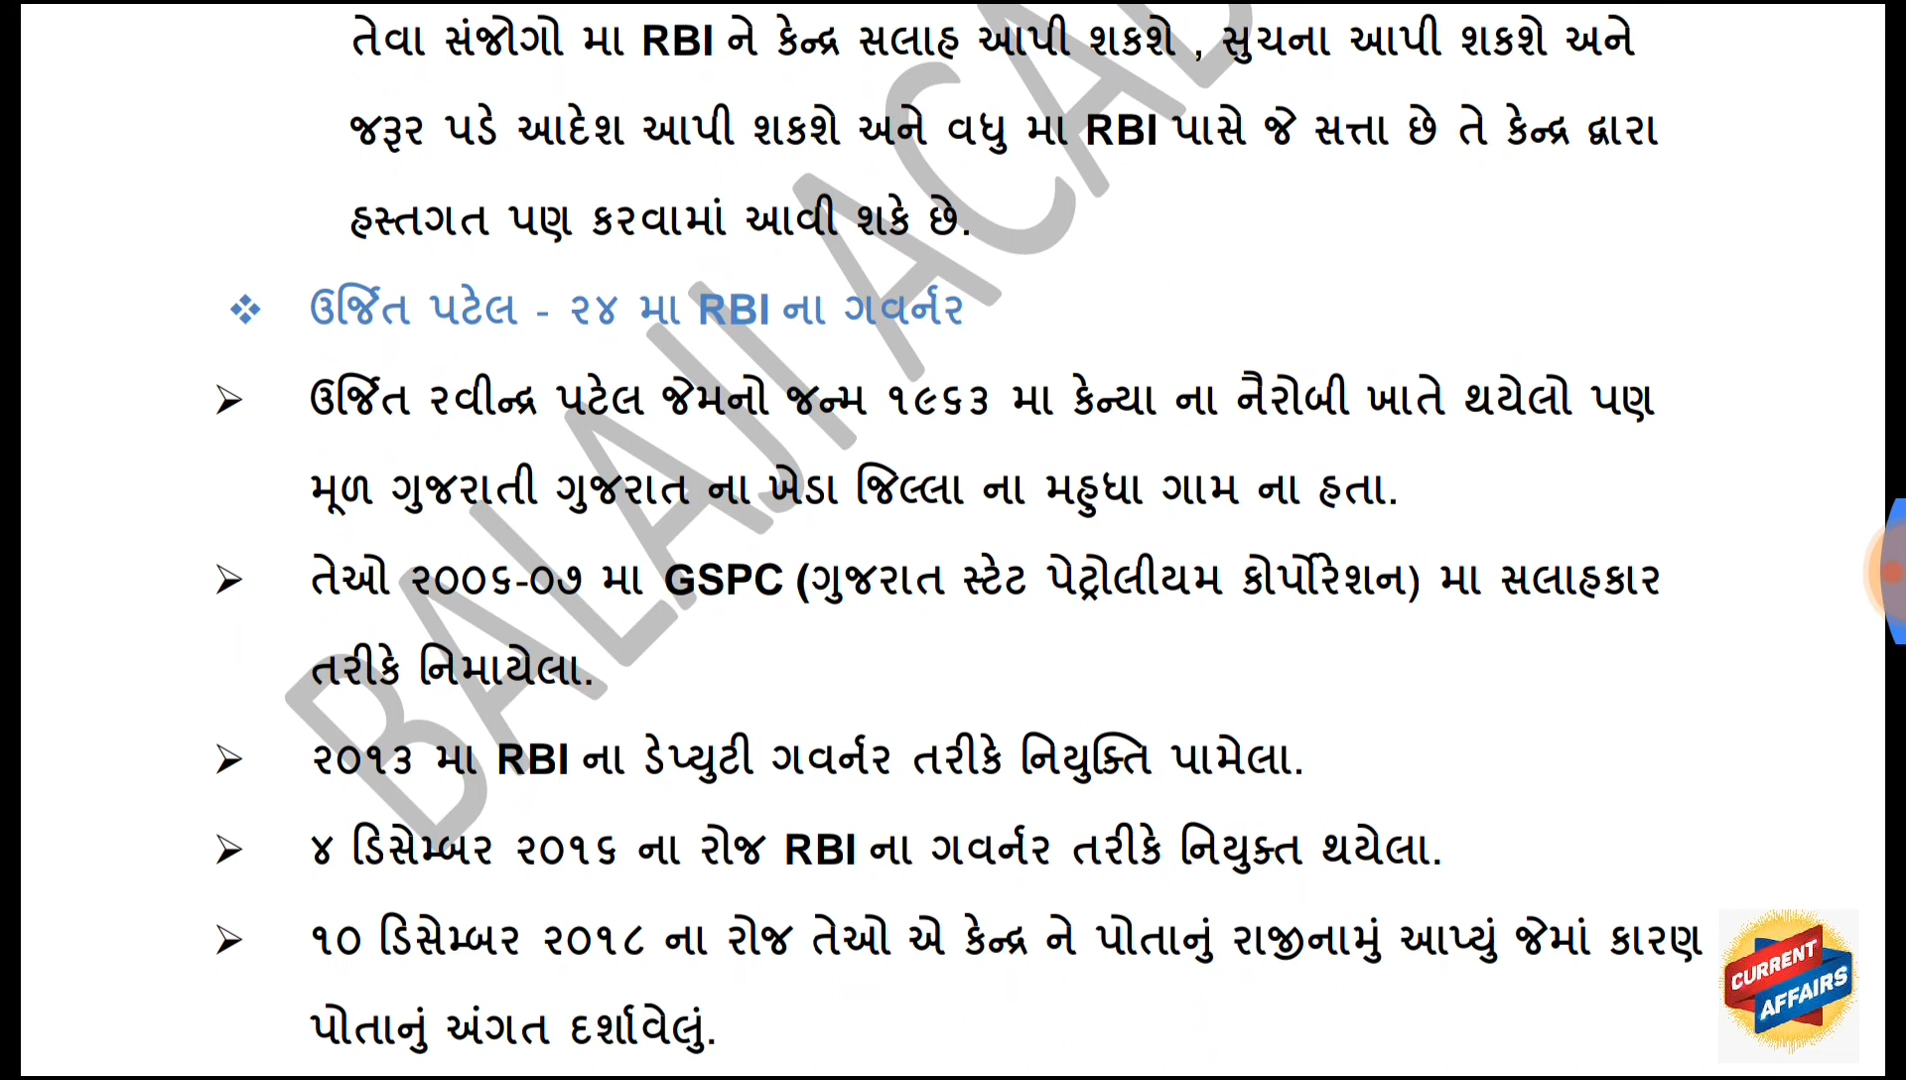 તેવા સંજોગો મા RBI ને કેન્દ્ર સલાહ આપી શકશે , સુચના આપી શકશે અને
જરૂર પડે આદેશ આપી શકશે અને વધુ મા RBI પાસે જે સત્તા છે તે કેન્દ્ર દ્વારા
હસ્તગત પણ કરવામાં આવી શકે છે.
❖ ઉર્જિત પટેલ - ૨૪ મા RBI ના ગવર્નર
➢ ઉર્જિત રવીન્દ્ર પટેલ જેમનો જન્મ ૧૯૬૩ મા કેન્યા ના નૈરોબી ખાતે થયેલો પણ
મૂળ ગુજરાતી ગુજરાત ના ખેડા જિલ્લા ના મહુધા ગામ ના હતા.
➢ તેઓ ૨૦૦૬-૦૭ મા GSPC (ગુજરાત સ્ટેટ પેટ્રોલીયમ કોર્પોરેશન) મા સલાહકાર
તરીકે નિમાયેલા.
➢ ૨૦૧૩ મા RBI ના ડેપ્યુટી ગવર્નર તરીકે નિયુક્તિ પામેલા.
➢ ૪ ડિસેમ્બર ૨૦૧૬ ના રોજ RBI ના ગવર્નર તરીકે નિયુક્ત થયેલા.
➢ ૧૦ ડિસેમ્બર ૨૦૧૮ ના રોજ તેઓ એ કેન્દ્ર ને પોતાનું રાજીનામું આપ્યું જેમાં કારણ
પોતાનું અંગત દર્શાવેલું.
BALAJI ACAD
CURRENT
AFFAIRS